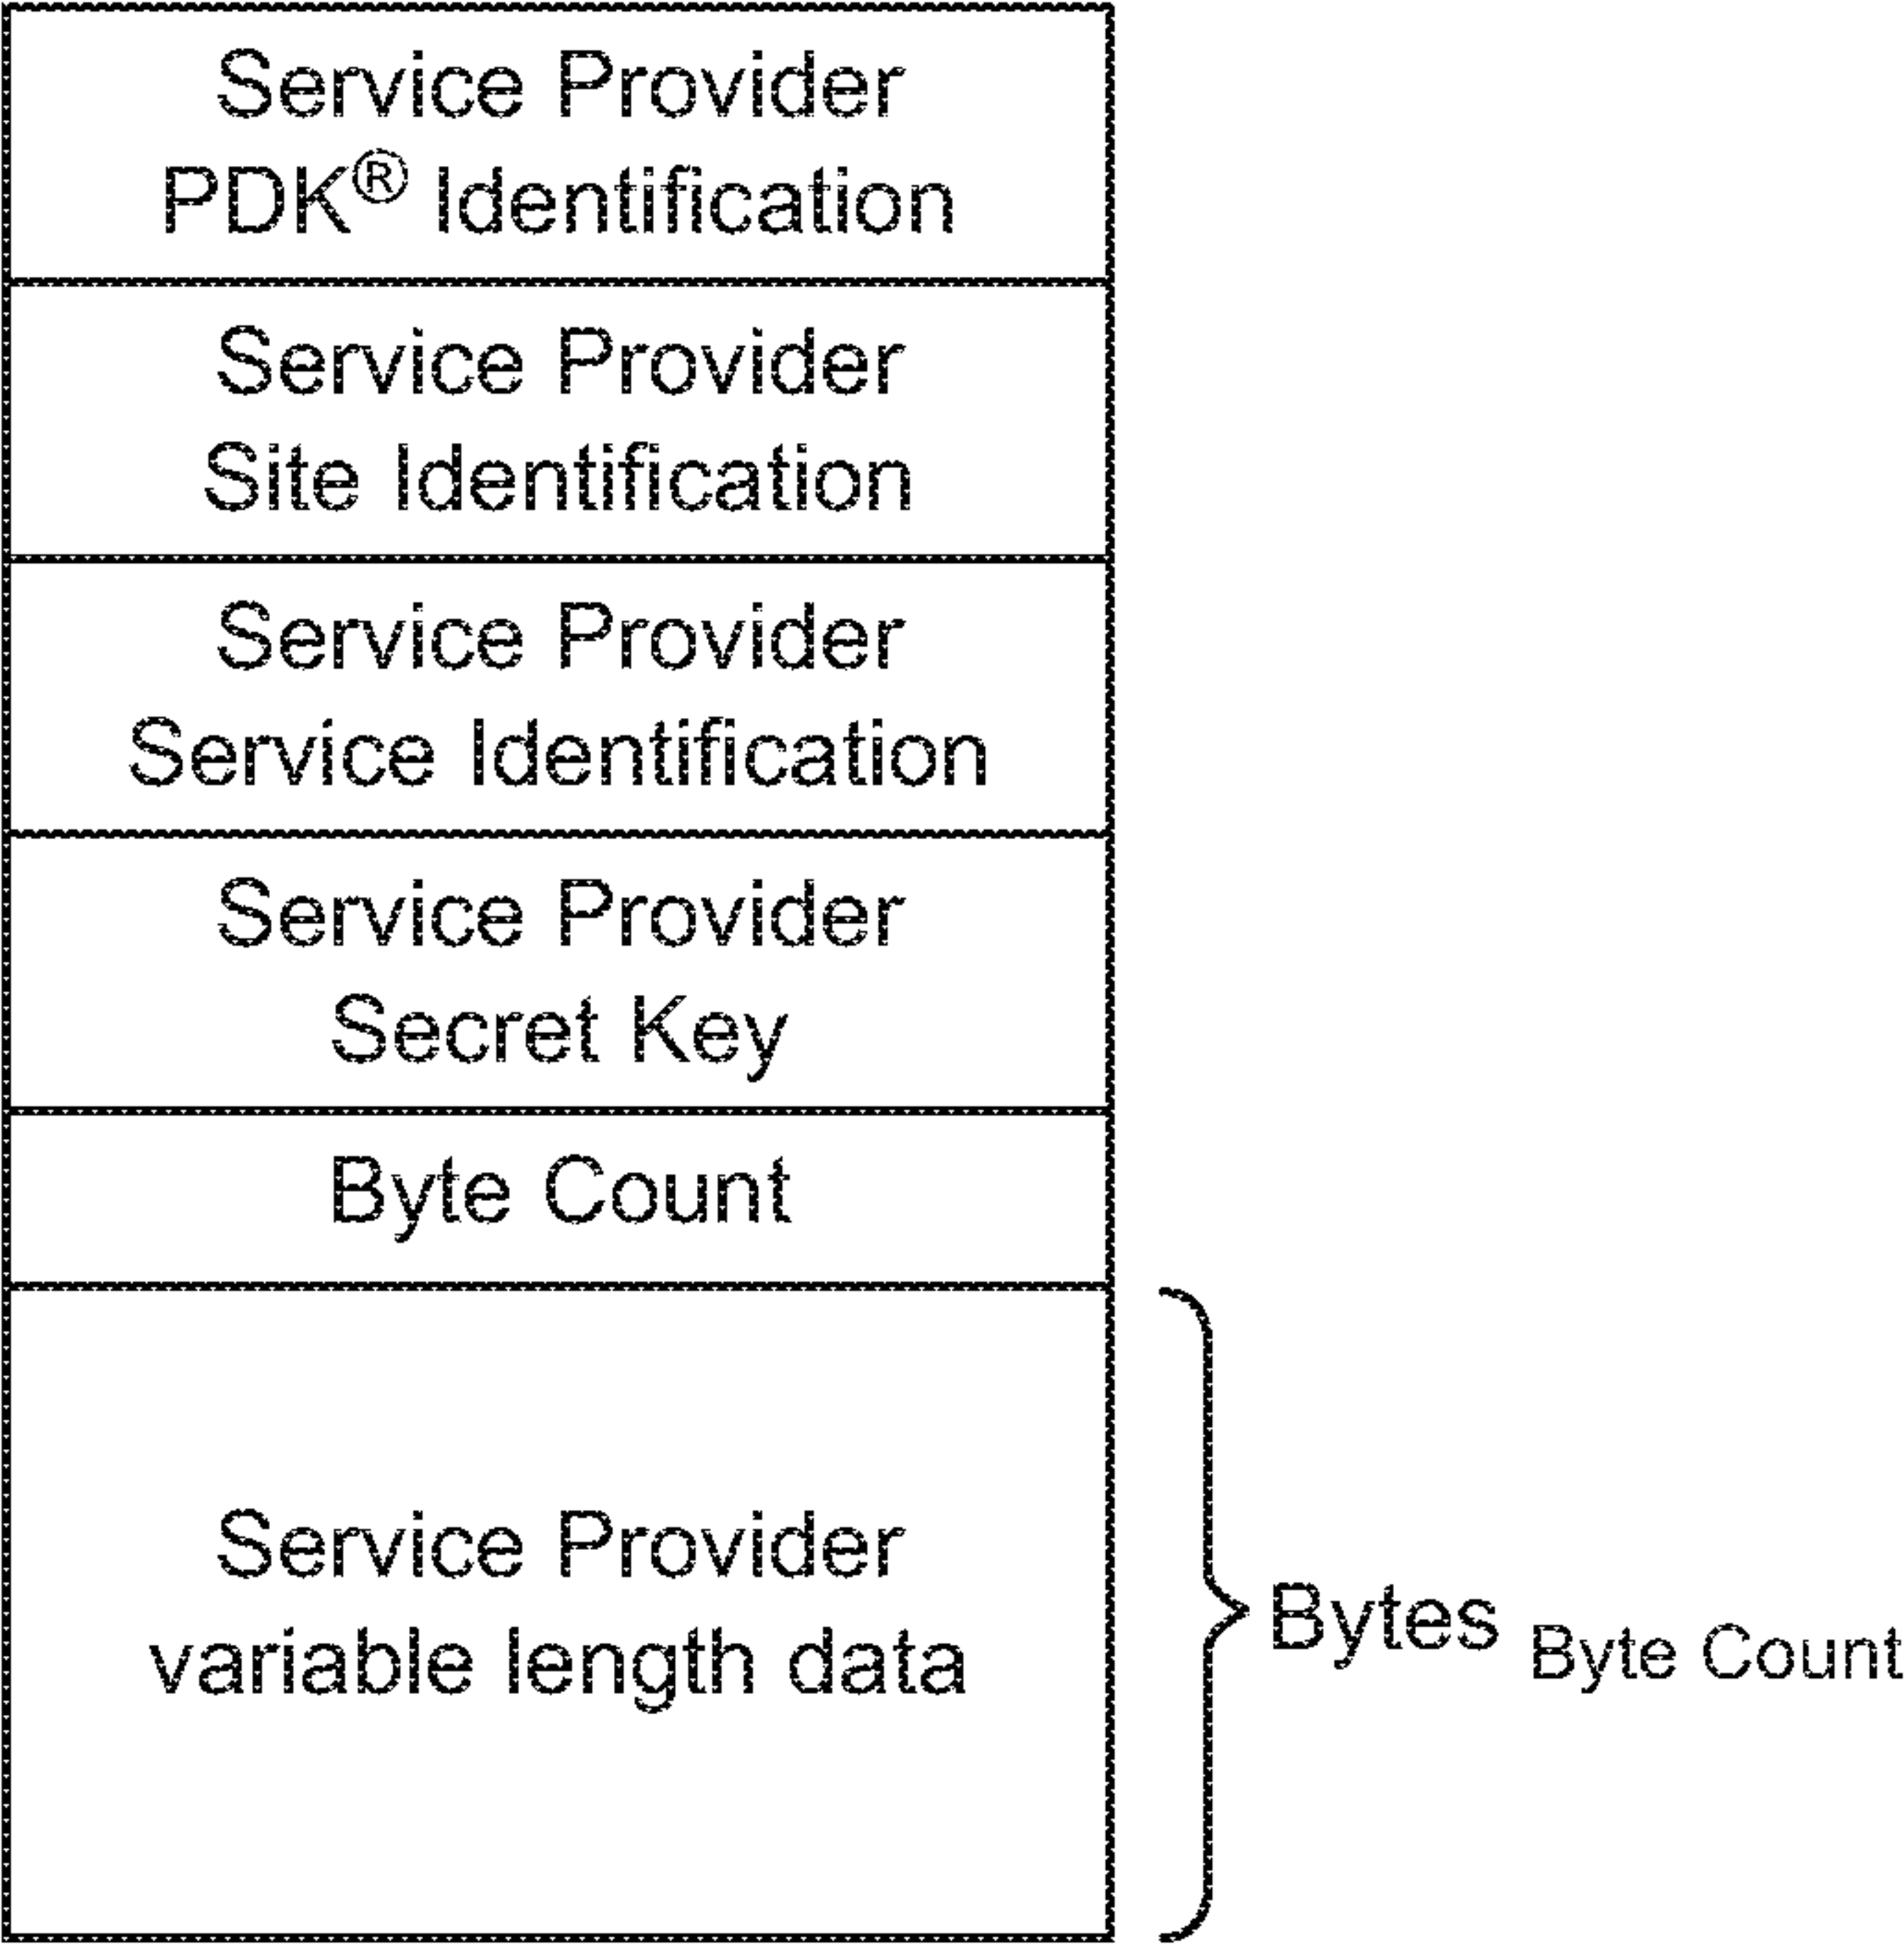 Service Provider
PDK® Identification
Service Provider
Site Identification
Service Provider
Service Identification
Service Provider
Secret Key
Byte Count
Service Provider
variable length data
Bytes Byte Count